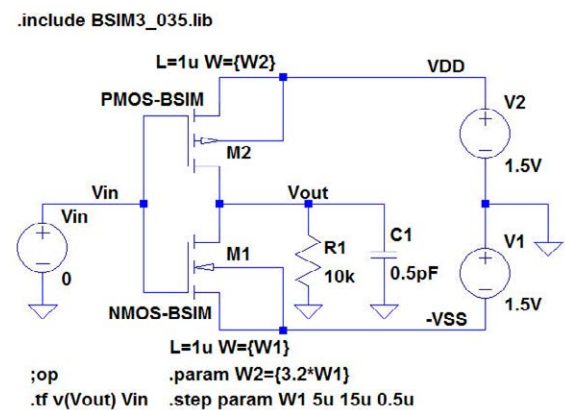 .include BSIM3_035.lib
L=1u W={W2}
VDD
PMOS-BSIM
V2
M2
1.5V
Vin
Vout
Vin
M1
R1
C1
V1
0
10k
0.5pF
NMOS-BSIM
-VSS
1.5V
L=1u W={W1}
;op
.param W2={3.2*W1}
.tf v(Vout) Vin
.step param W1 5u 15u 0.5u